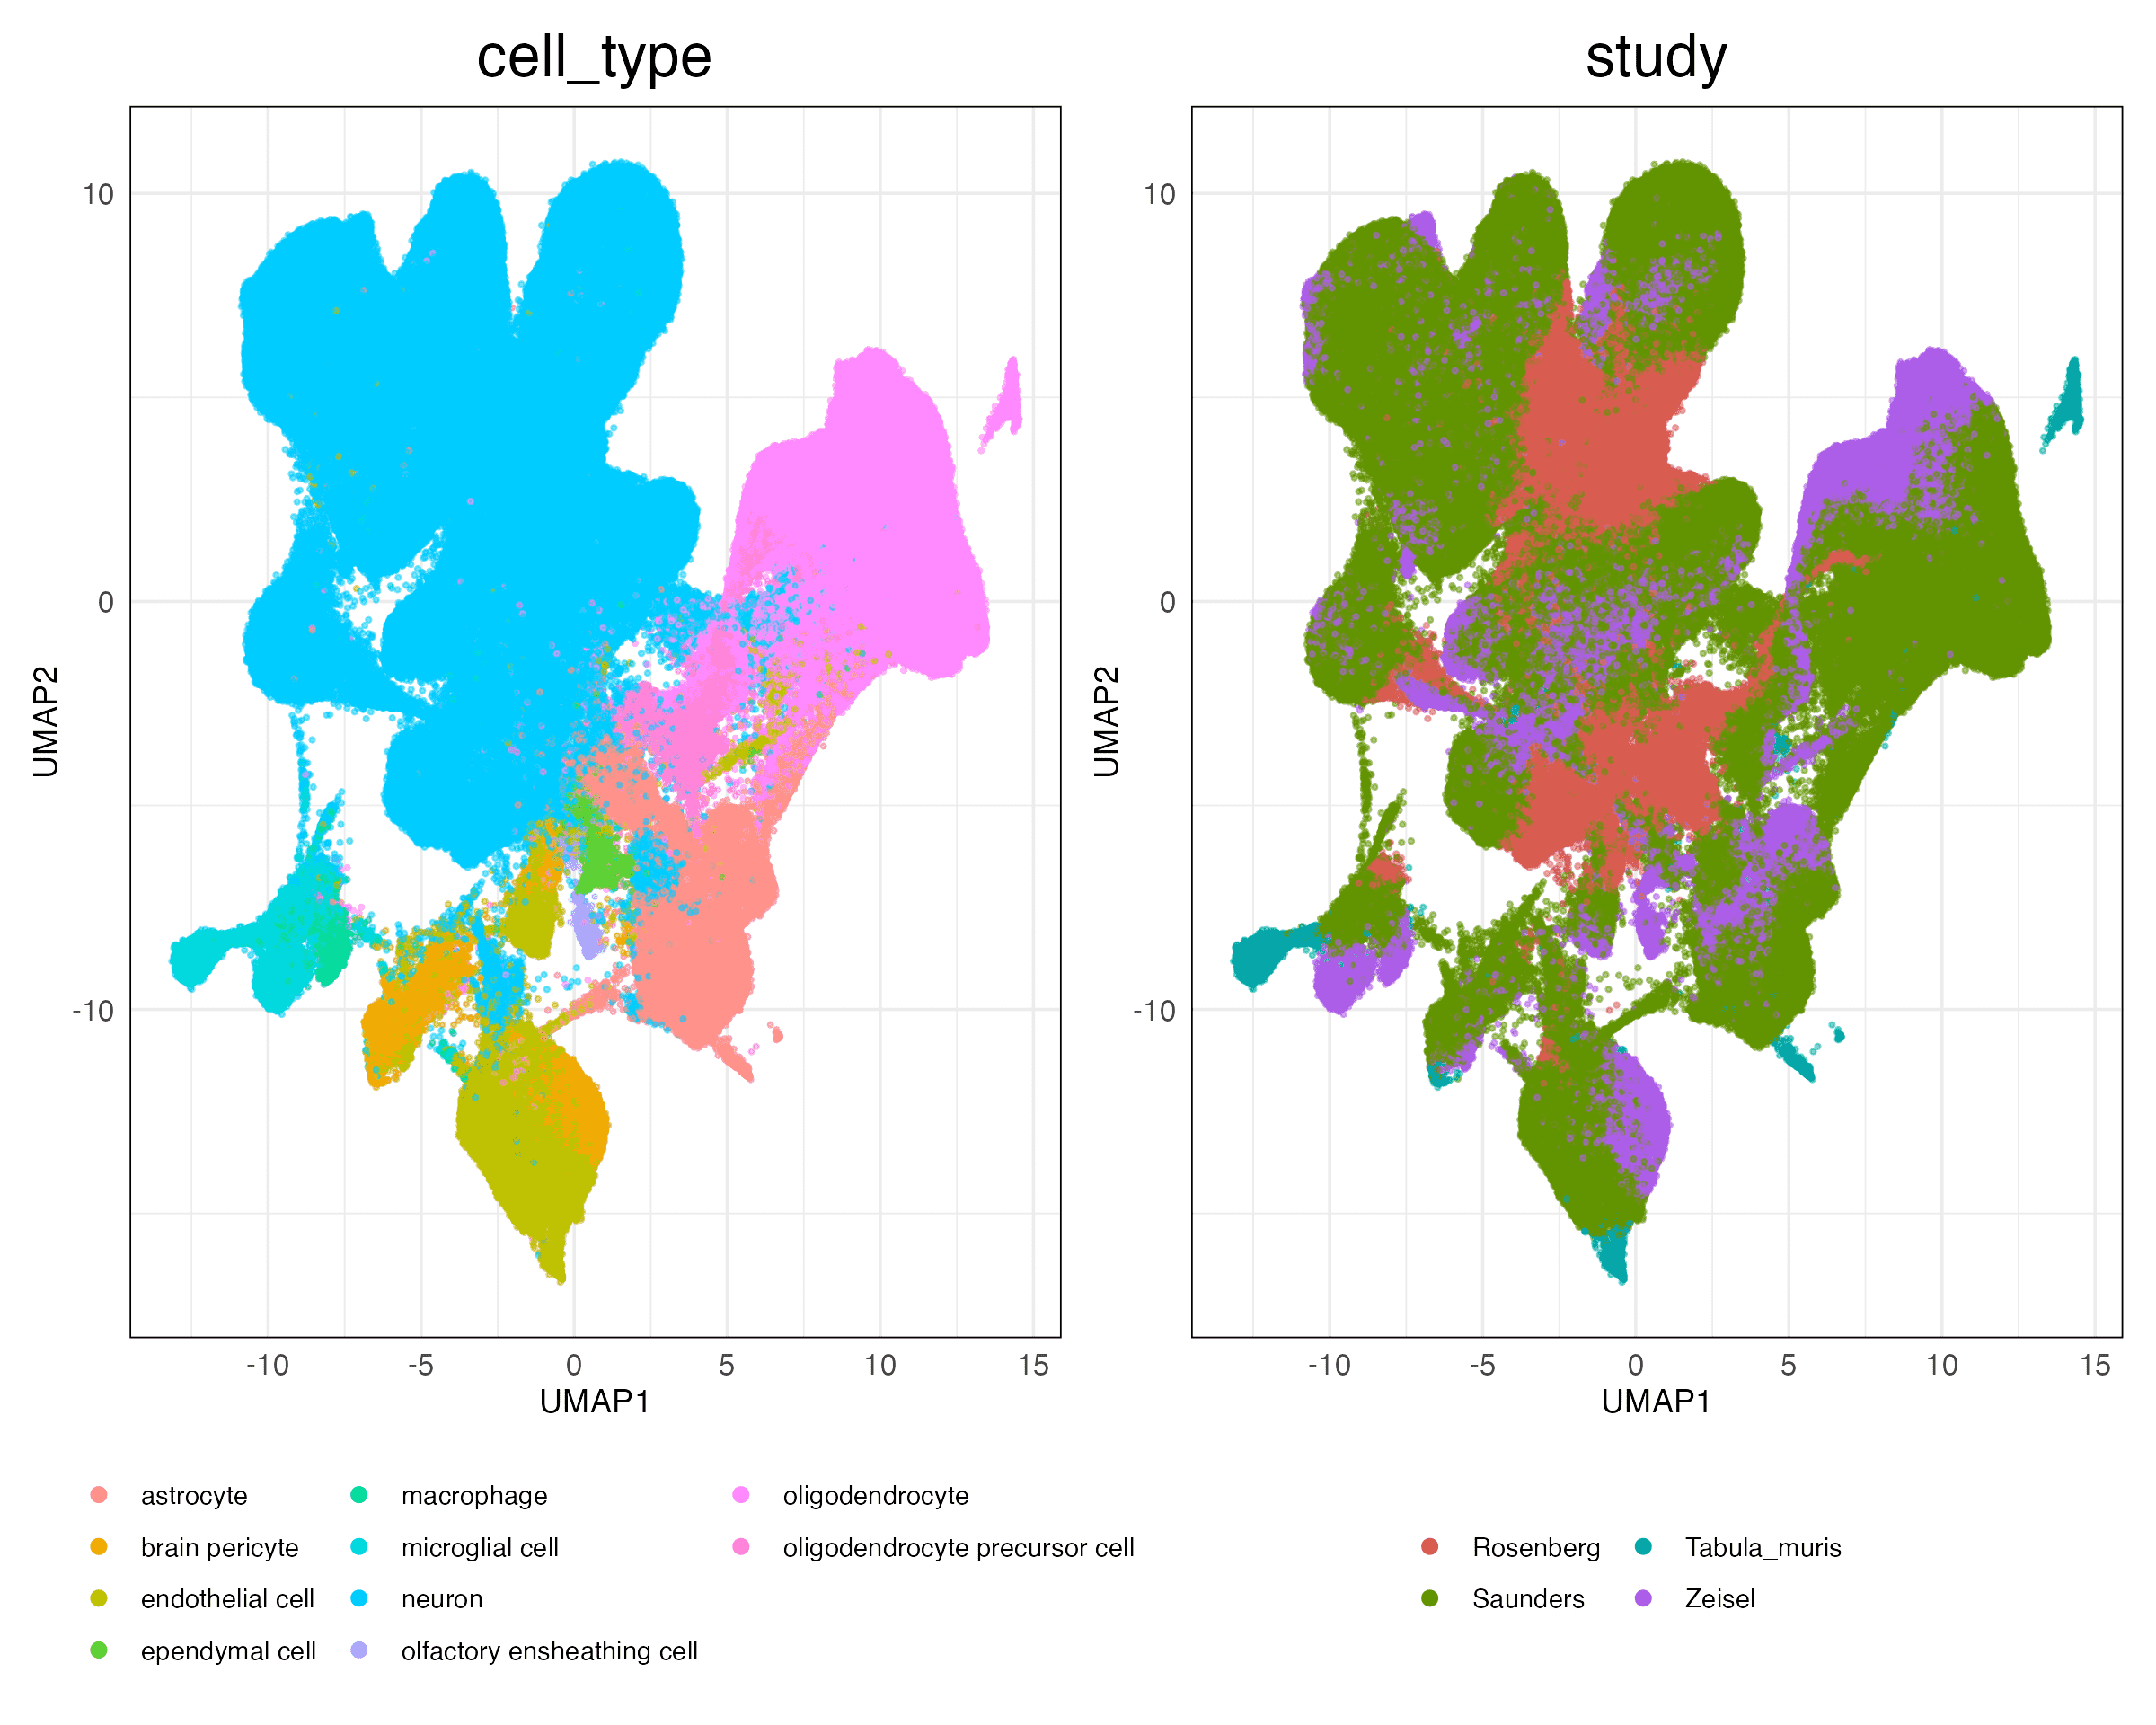 cell_type
study
10
0
-10
UMAP2
-10
-5
0
5
10
15
UMAP1
10
0
-10
UMAP2
-10
-5
0
5
10
15
UMAP1
astrocyte
brain pericyte
endothelial cell
ependymal cell
macrophage
microglial cell
neuron
olfactory ensheathing cell
oligodendrocyte
oligodendrocyte precursor cell
Rosenberg
Saunders
Tabula_muris
Zeisel